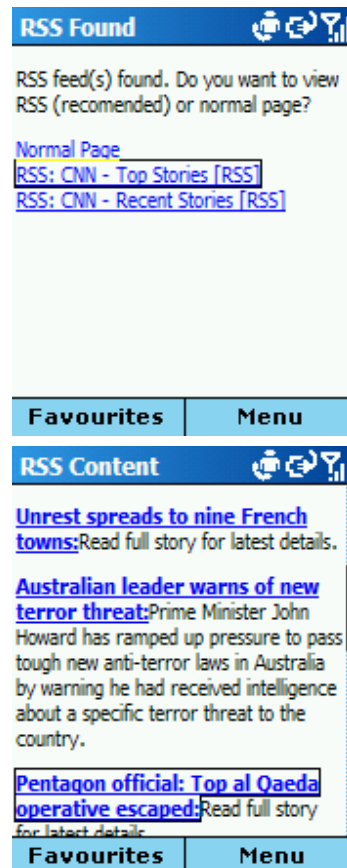 RSS Found
RSS feed(s) found. Do you want to view
RSS (recomended) or normal page?
Normal Page
RSS: CNN - Top Stories [RSS]
RSS: CNN - Recent Stories [RSS]
Favourites Menu
RSS Content
Unrest spreads to nine French
towns:Read full story for latest details.
Australian leader warns of new
terror threat:Prime Minister John
Howard has ramped up pressure to pass
tough new anti-terror laws in Australia
by warning he had received intelligence
about a specific terror threat to the
country.
Pentagon official: Top al Qaeda
operative escaped:Read full story
for latest details
Favourites Menu